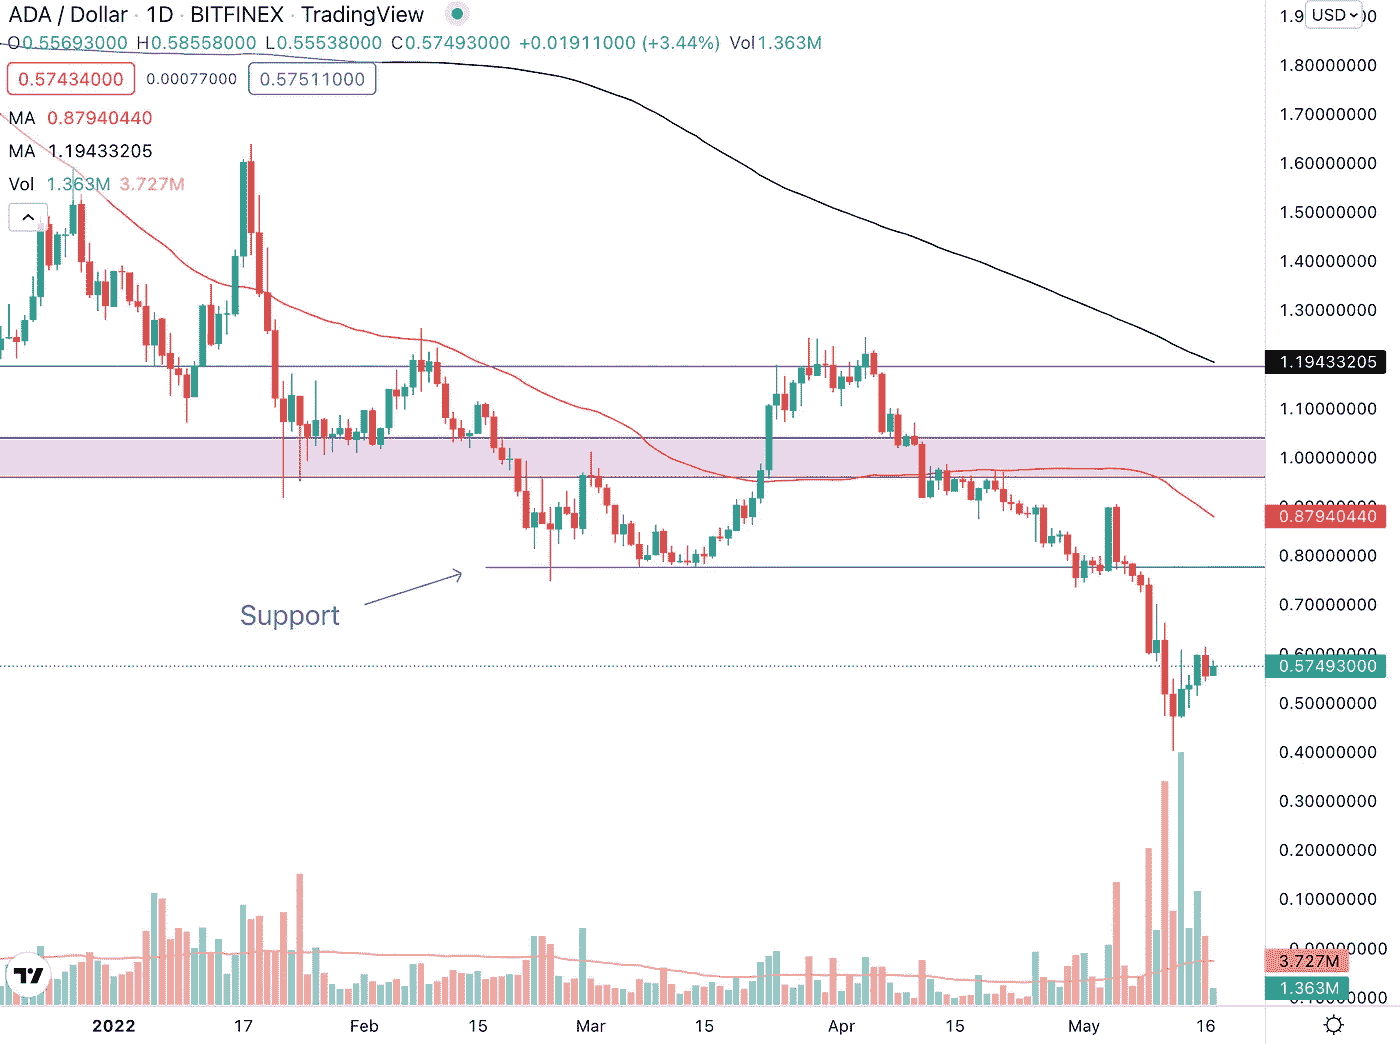 ADA / Dollar · 1D · BITFINEX · TradingView
O0.55693000 H0.58558000 L0.55538000 C0.57493000 +0.01911000 (+3.44%) Vol1.363M
0.57434000 0.00077000 0.57511000
MA 0.87940440
MA 1.19433205
Vol 1.363M 3.727M
USD
1.80000000
1.70000000
1.60000000
1.50000000
1.40000000
1.30000000
1.19433205
1.10000000
1.00000000
0.87940440
0.80000000
0.70000000
0.57493000
0.50000000
0.40000000
0.30000000
0.20000000
0.10000000
0.00000000
3.727M
1.363M
Support
2022 17 Feb 15 Mar 15 Apr 15 May 16